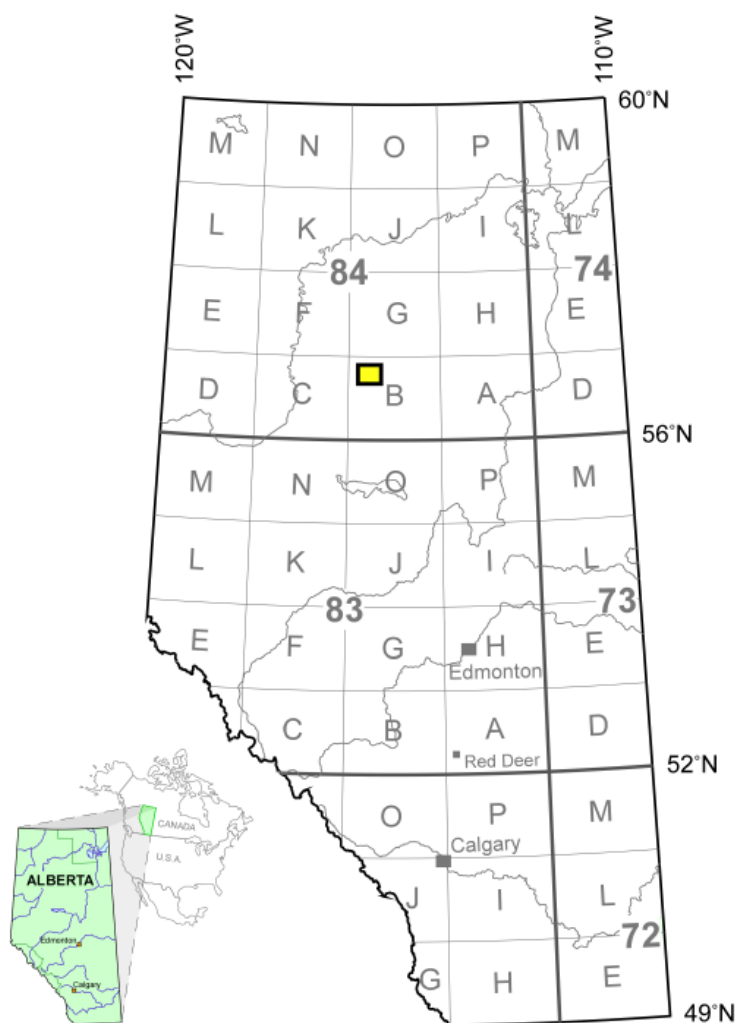 120°W
110°W
60°N
M N O P M
L K J I L
84 74
E F G H E
D C B A D
56°N
M N O P M
L K J I L
83 73
E F G H E
Edmonton
C B A D
Red Deer
52°N
O P M
CANADA
Calgary
U.S.A.
ALBERTA
J I L
72
Edmonton
Calgary
G H E
49°N